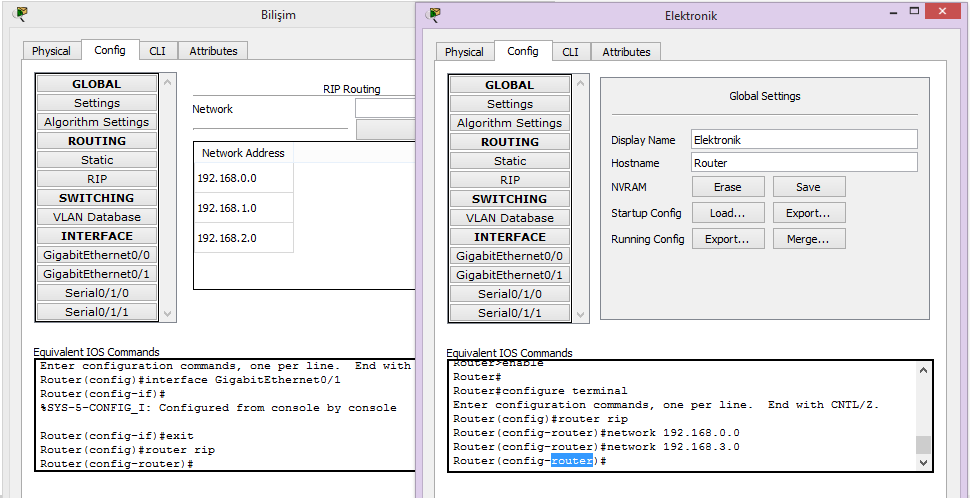 Bilişim
Physical
Config
CLI
Attributes
GLOBAL
Settings
Algorithm Settings
ROUTING
Static
RIP
SWITCHING
VLAN Database
INTERFACE
GigabitEthernet0/0
GigabitEthernet0/1
Serial0/1/0
Serial0/1/1
RIP Routing
Network
Network Address
192.168.0.0
192.168.1.0
192.168.2.0
Equivalent IOS Commands
Enter configuration commands, one per line.  End with
Router(config)#interface GigabitEthernet0/1
Router(config-if)#
%SYS-5-CONFIG_I: Configured from console by console
Router(config-if)#exit
Router(config)#router rip
Router(config-router)#
Elektronik
Physical
Config
CLI
Attributes
GLOBAL
Settings
Algorithm Settings
ROUTING
Static
RIP
SWITCHING
VLAN Database
INTERFACE
GigabitEthernet0/0
GigabitEthernet0/1
Serial0/1/0
Serial0/1/1
Global Settings
Display Name Elektronik
Hostname Router
NVRAM Erase Save
Startup Config Load... Export...
Running Config Export... Merge...
Equivalent IOS Commands
Router>enable
Router#
Router#configure terminal
Enter configuration commands, one per line.  End with CNTL/Z.
Router(config)#router rip
Router(config-router)#network 192.168.0.0
Router(config-router)#network 192.168.3.0
Router(config-router)#